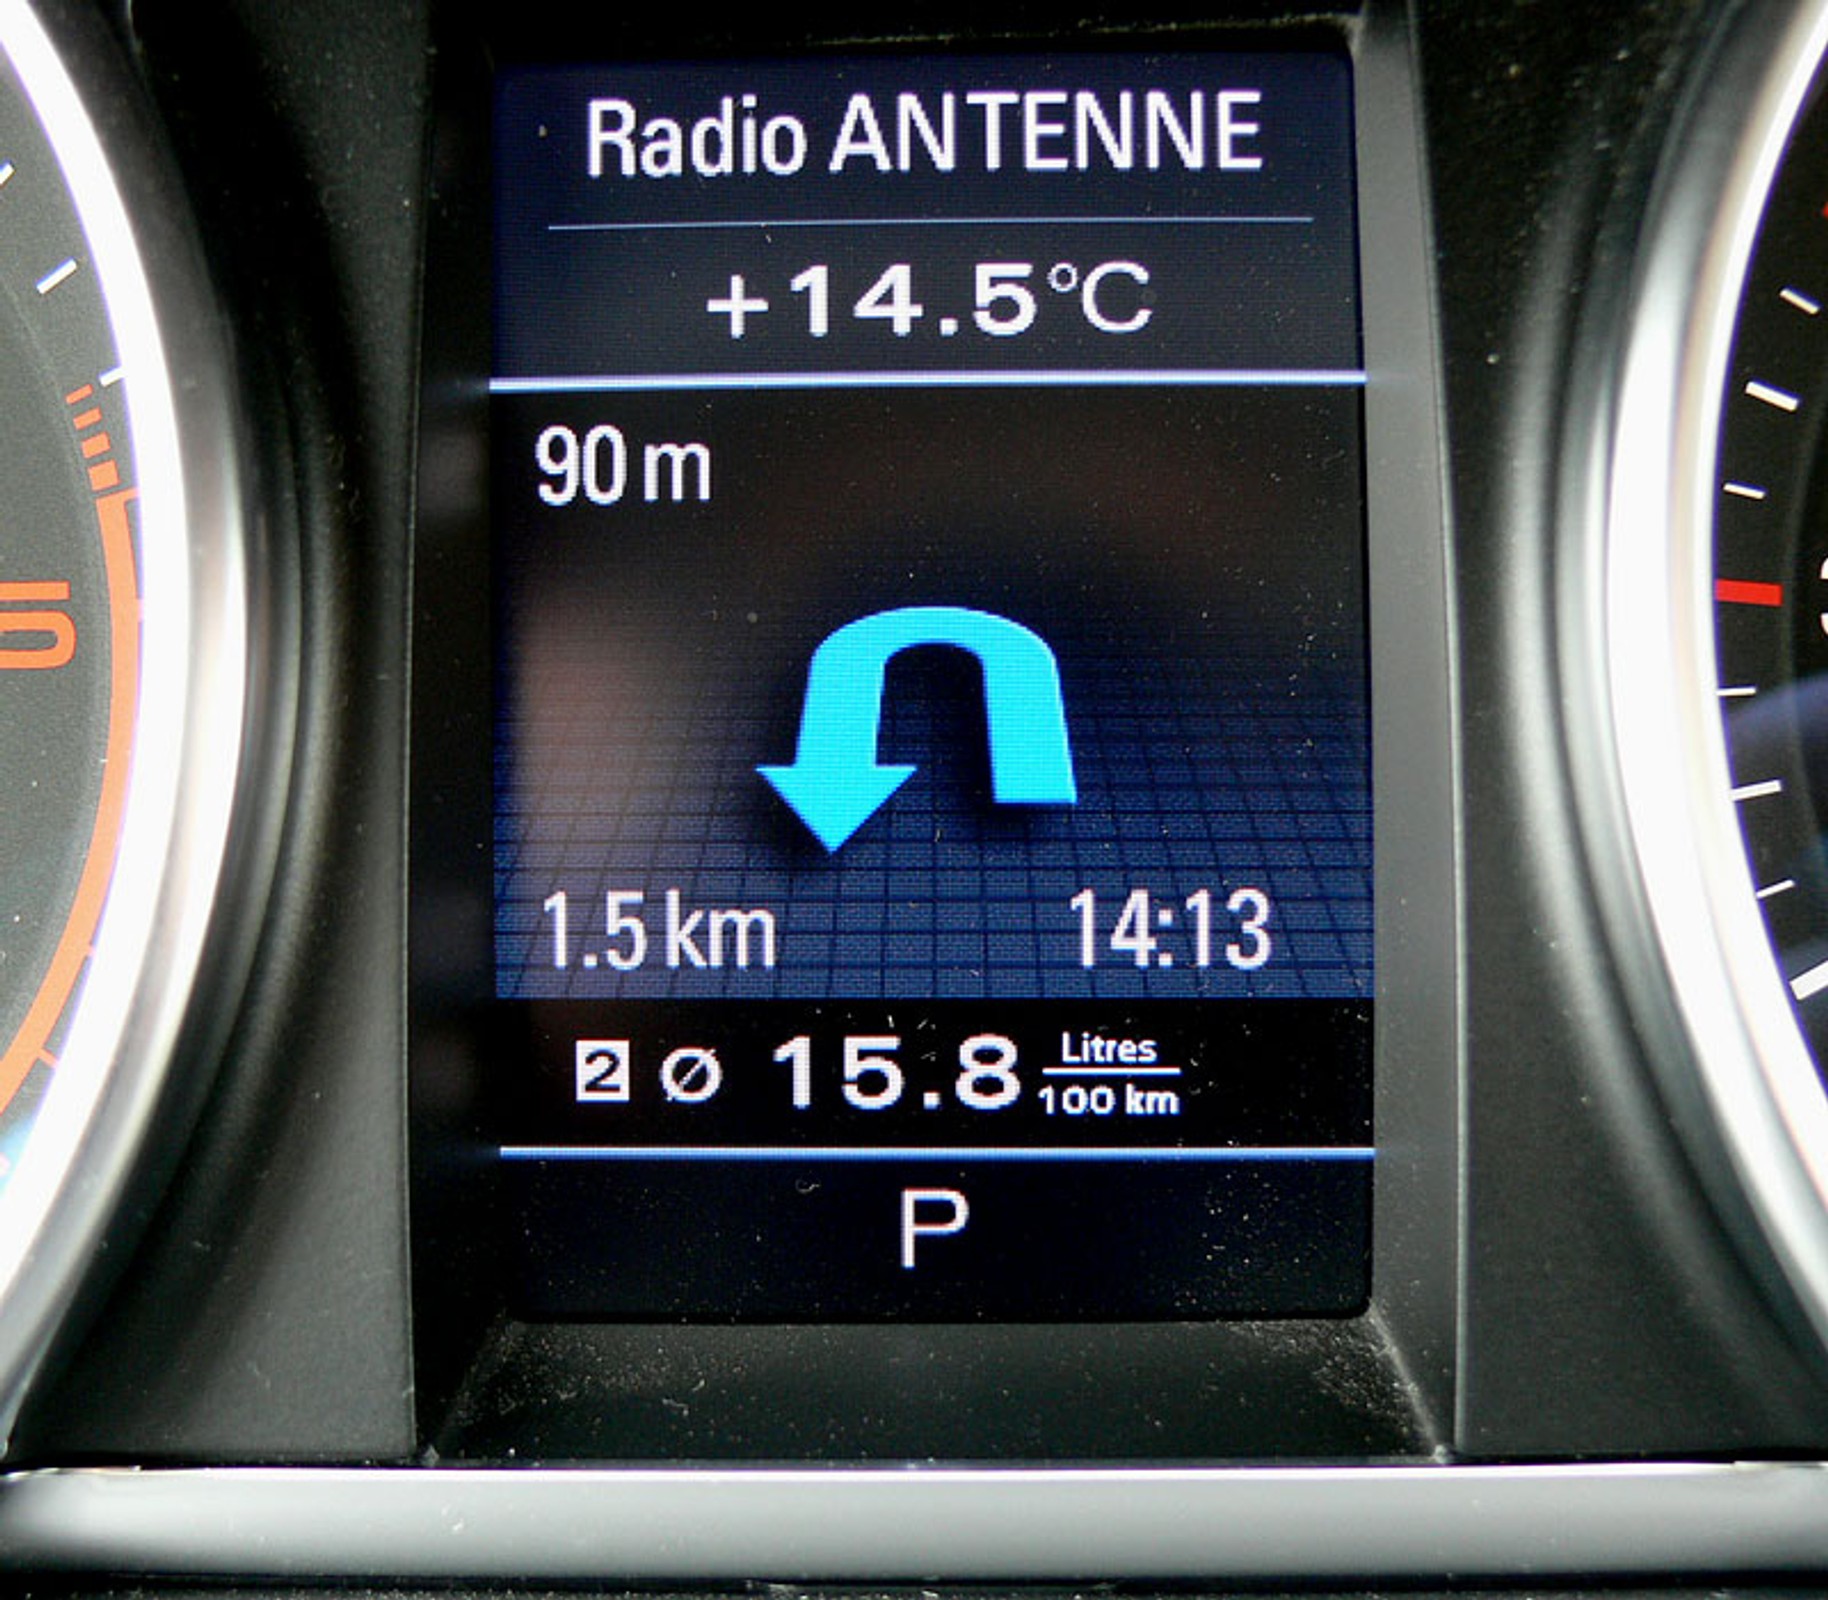 Radio ANTENNE
+14.5°C
90 m
1.5 km 14:13
2 Ø 15.8 Litres
100 km
P